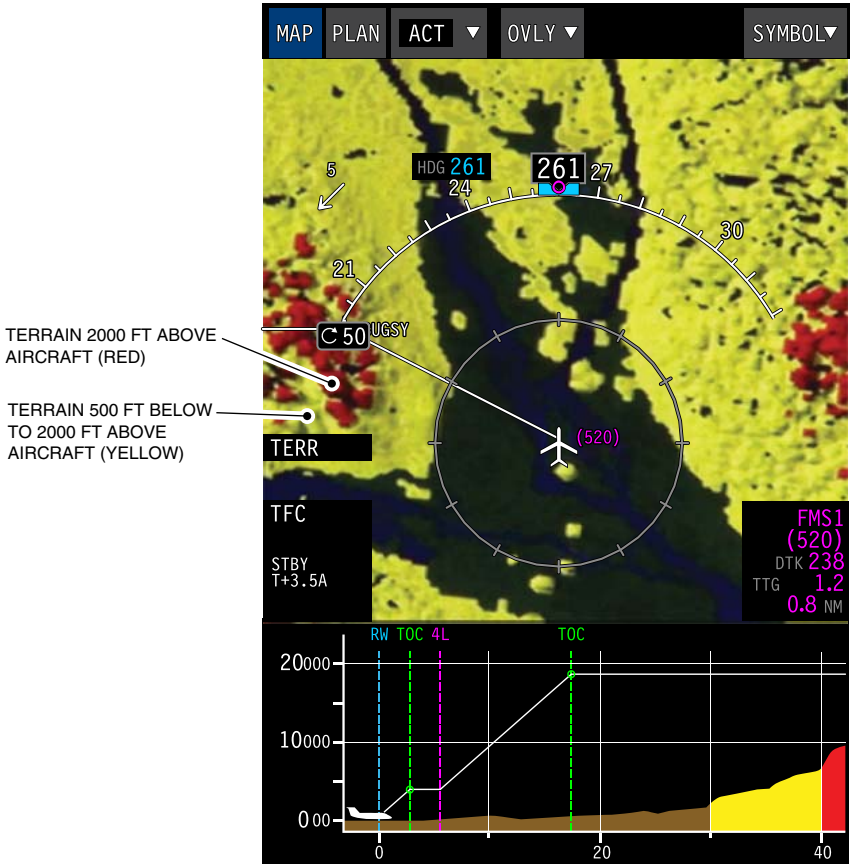 MAP PLAN ACT ▼ OVLY ▼ SYMBOL▼
HDG 261
261
5
24
27
21
30
50
UGSY
TERRAIN 2000 FT ABOVE
AIRCRAFT (RED)
TERRAIN 500 FT BELOW
TO 2000 FT ABOVE
AIRCRAFT (YELLOW)
(520)
TERR
TFC
STBY
T+3.5A
FMS1
(520)
DTK 238
TTG 1.2
0.8 NM
RW TOC 4L TOC
20000
10000
000
0 20 40